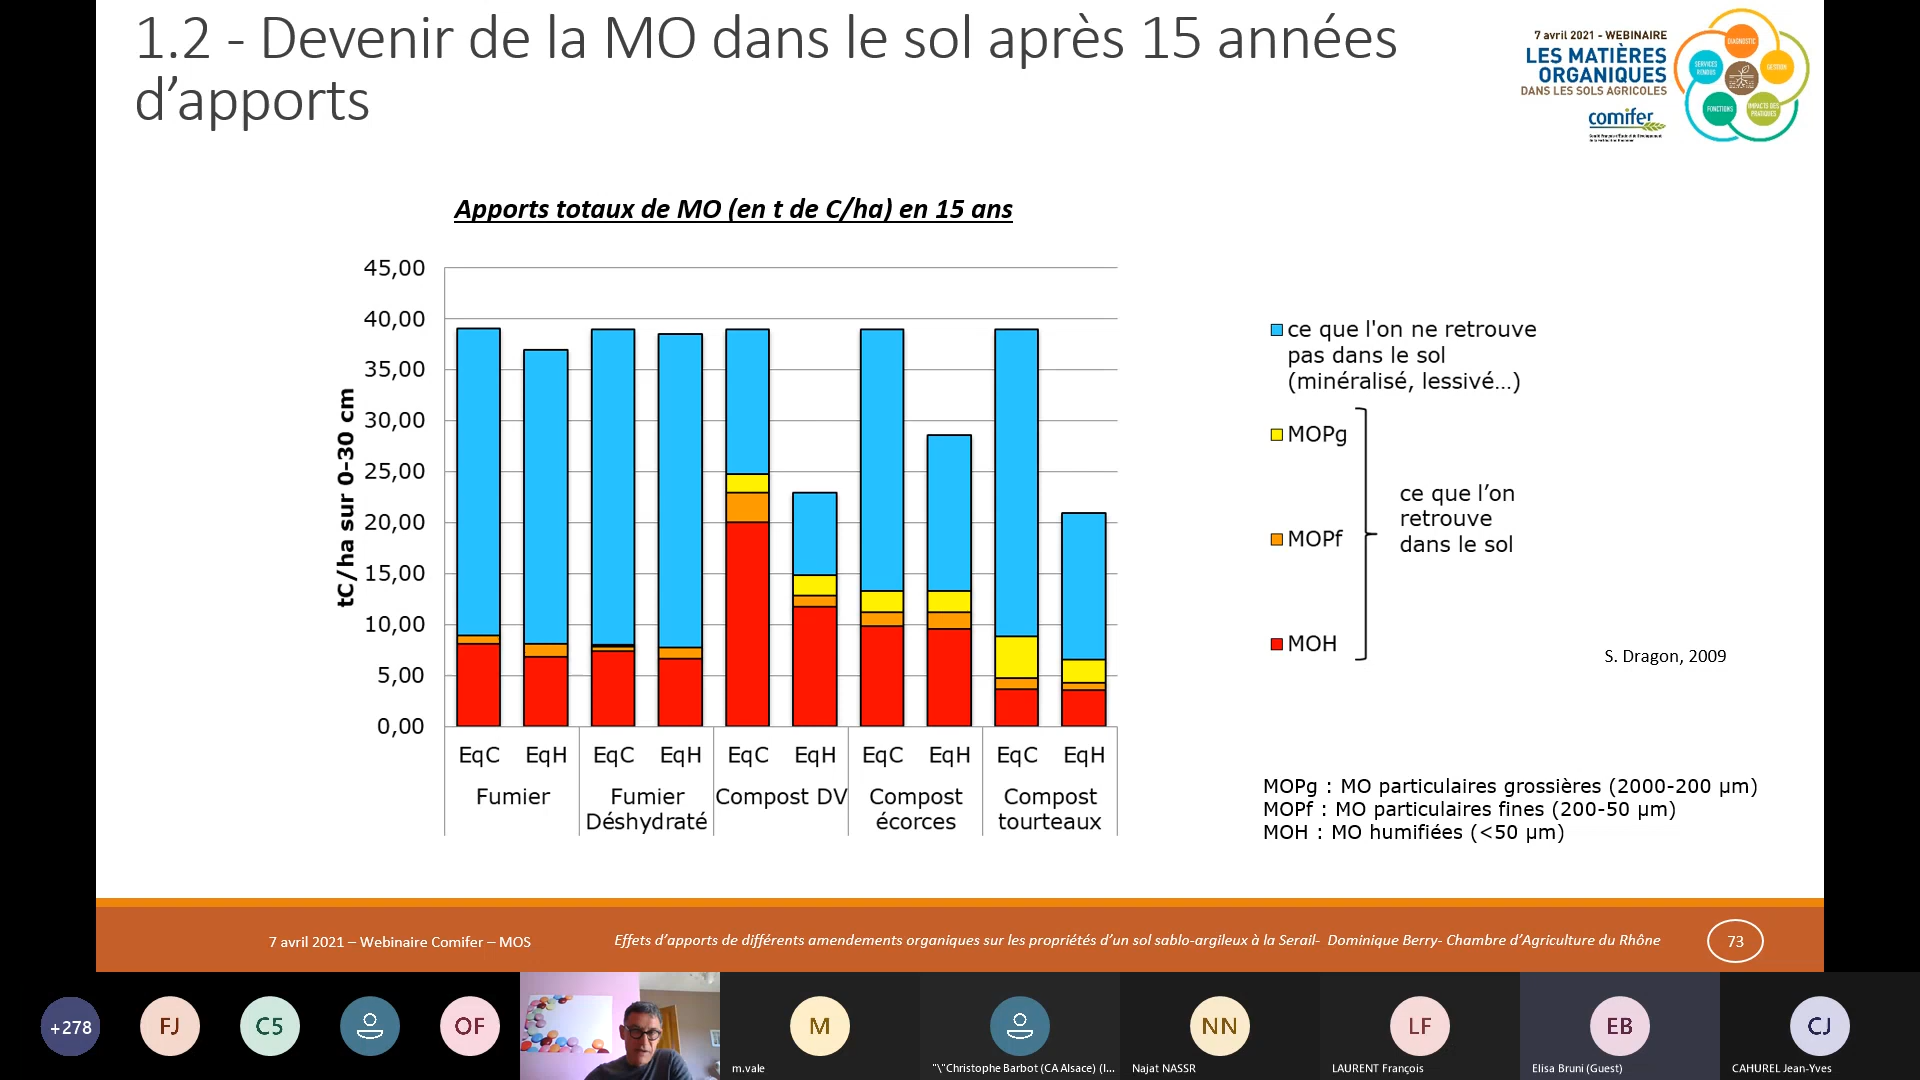 1.2 - Devenir de la MO dans le sol après 15 années
d’apports
7 avril 2021 - WEBINAIRE
LES MATIÈRES
ORGANIQUES
DANS LES SOLS AGRICOLES
comifer
DIAGNOSTIC
SERVICES
RENDUS
GESTION
FONCTIONS
IMPACTS DES
PRATIQUES
Apports totaux de MO (en t de C/ha) en 15 ans
tC/ha sur 0-30 cm
45,00
40,00
35,00
30,00
25,00
20,00
15,00
10,00
5,00
0,00
EqC EqH EqC EqH EqC EqH EqC EqH EqC EqH
Fumier
Fumier
Déshydraté
Compost DV
Compost
écorces
Compost
tourteaux
ce que l'on ne retrouve
pas dans le sol
(minéralisé, lessivé...)
MOPg
MOPf
MOH
ce que l’on
retrouve
dans le sol
S. Dragon, 2009
MOPg : MO particulaires grossières (2000-200 µm)
MOPf : MO particulaires fines (200-50 µm)
MOH : MO humifiées (<50 µm)
7 avril 2021 – Webinaire Comifer – MOS
Effets d’apports de différents amendements organiques sur les propriétés d’un sol sablo-argileux à la Serail- Dominique Berry- Chambre d’Agriculture du Rhône
73
+278
FJ
C5
OF
M
m.vale
"\"Christophe Barbot (CA Alsace) (I...
NN
Najat NASSR
LF
LAURENT François
EB
Elisa Bruni (Guest)
CJ
CAHUREL Jean-Yves